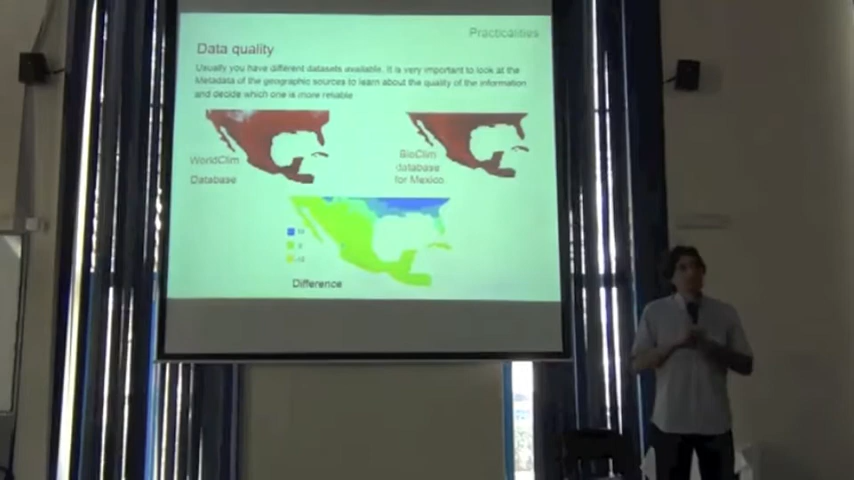 Practicalities
Data quality
Usually you have different datasets available. It is very important to look at the
Metadata of the geographic sources to learn about the quality of the information
and decide which one is more reliable
WorldClim
Database
BioClim
database
for Mexico
Difference